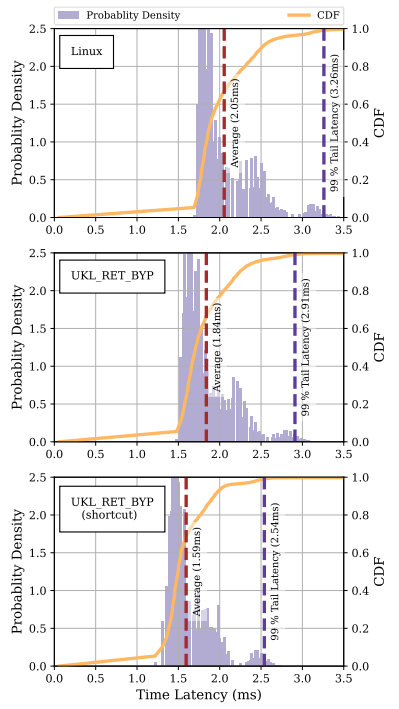 Probablity Density CDF
2.5 1.0
Linux
2.0 0.8
1.5 0.6
1.0 0.4
0.5 0.2
0.0 0.0
0.0 0.5 1.0 1.5 2.0 2.5 3.0 3.5
Probablity Density
Average (2.05ms)
99 % Tail Latency (3.26ms)
CDF
2.5 1.0
UKL_RET_BYP
2.0 0.8
1.5 0.6
1.0 0.4
0.5 0.2
0.0 0.0
0.0 0.5 1.0 1.5 2.0 2.5 3.0 3.5
Probablity Density
Average (1.84ms)
99 % Tail Latency (2.91ms)
CDF
2.5 1.0
UKL_RET_BYP
(shortcut)
2.0 0.8
1.5 0.6
1.0 0.4
0.5 0.2
0.0 0.0
0.0 0.5 1.0 1.5 2.0 2.5 3.0 3.5
Probablity Density
Average (1.59ms)
99 % Tail Latency (2.54ms)
CDF
Time Latency (ms)